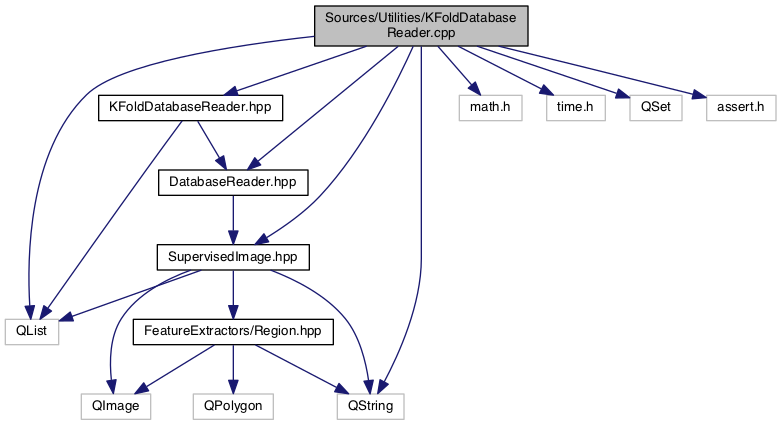 Sources/Utilities/KFoldDatabase
Reader.cpp
KFoldDatabaseReader.hpp
math.h
time.h
QSet
assert.h
DatabaseReader.hpp
SupervisedImage.hpp
QList
FeatureExtractors/Region.hpp
QImage
QPolygon
QString